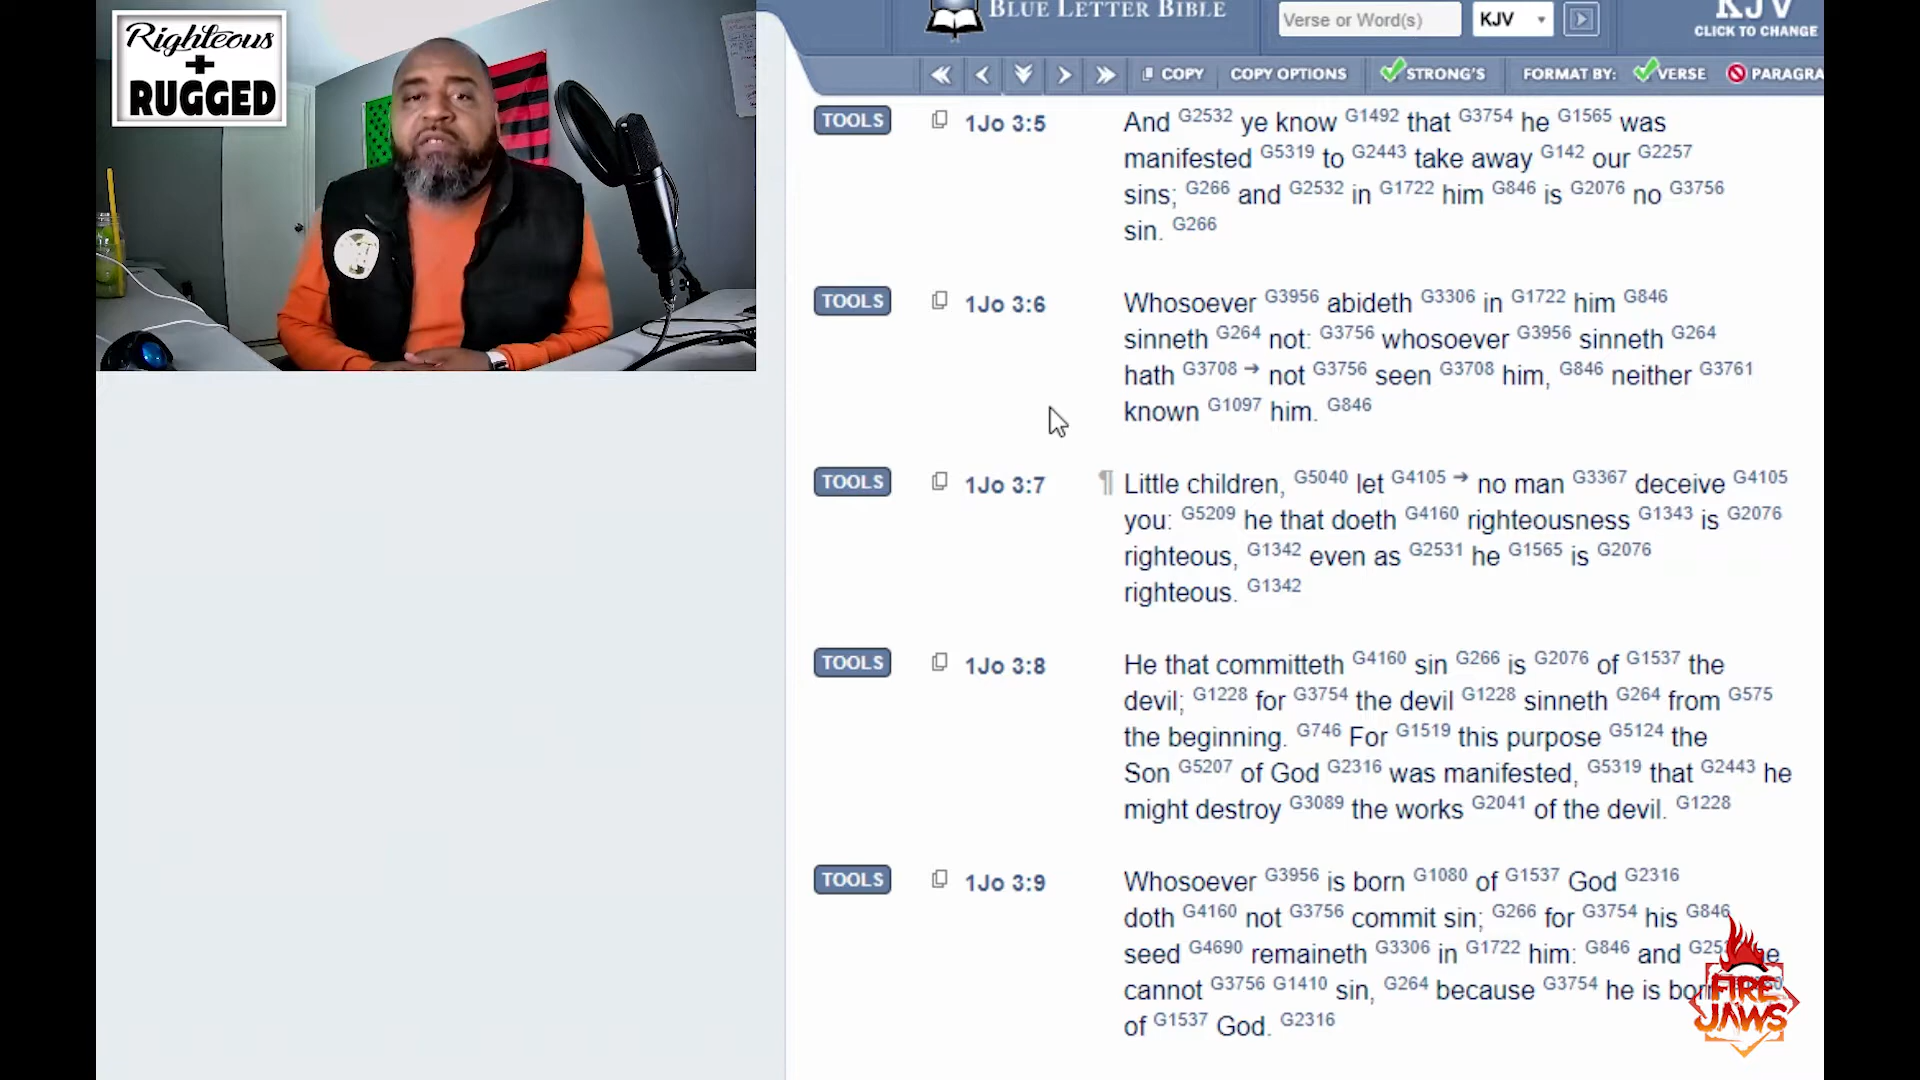 Righteous
+
RUGGED
BLUE LETTER BIBLE
Verse or Word(s)
KJV
KJV
CLICK TO CHANGE
COPY
COPY OPTIONS
STRONG'S
FORMAT BY:
VERSE
PARAGRA
TOOLS
1Jo 3:5
And G2532 ye know G1492 that G3754 he G1565 was
manifested G5319 to G2443 take away G142 our G2257
sins; G266 and G2532 in G1722 him G846 is G2076 no G3756
sin. G266
TOOLS
1Jo 3:6
Whosoever G3956 abideth G3306 in G1722 him G846
sinneth G264 not: G3756 whosoever G3956 sinneth G264
hath G3708 → not G3756 seen G3708 him, G846 neither G3761
known G1097 him. G846
TOOLS
1Jo 3:7
¶ Little children, G5040 let G4105 → no man G3367 deceive G4105
you: G5209 he that doeth G4160 righteousness G1343 is G2076
righteous, G1342 even as G2531 he G1565 is G2076
righteous. G1342
TOOLS
1Jo 3:8
He that committeth G4160 sin G266 is G2076 of G1537 the
devil; G1228 for G3754 the devil G1228 sinneth G264 from G575
the beginning. G746 For G1519 this purpose G5124 the
Son G5207 of God G2316 was manifested, G5319 that G2443 he
might destroy G3089 the works G2041 of the devil. G1228
TOOLS
1Jo 3:9
Whosoever G3956 is born G1080 of G1537 God G2316
doth G4160 not G3756 commit sin; G266 for G3754 his G846
seed G4690 remaineth G3306 in G1722 him: G846 and
cannot G3756 G1410 sin, G264 because G3754 he is
of G1537 God. G2316
FIRE
JAWS